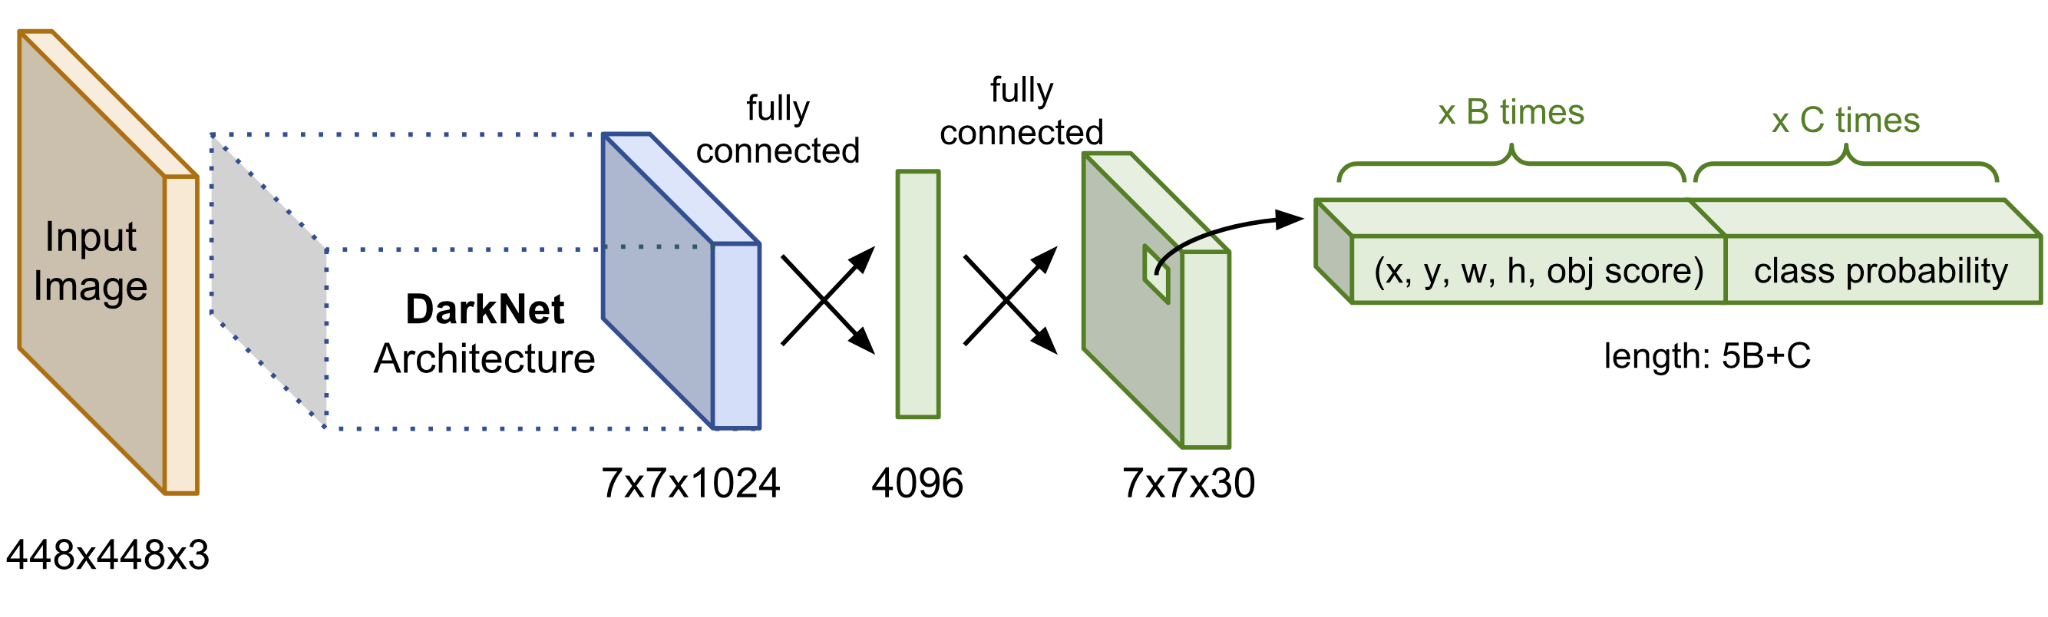 Input
Image
448x448x3
DarkNet
Architecture
7x7x1024
fully
connected
4096
fully
connected
7x7x30
x B times
x C times
(x, y, w, h, obj score)
class probability
length: 5B+C